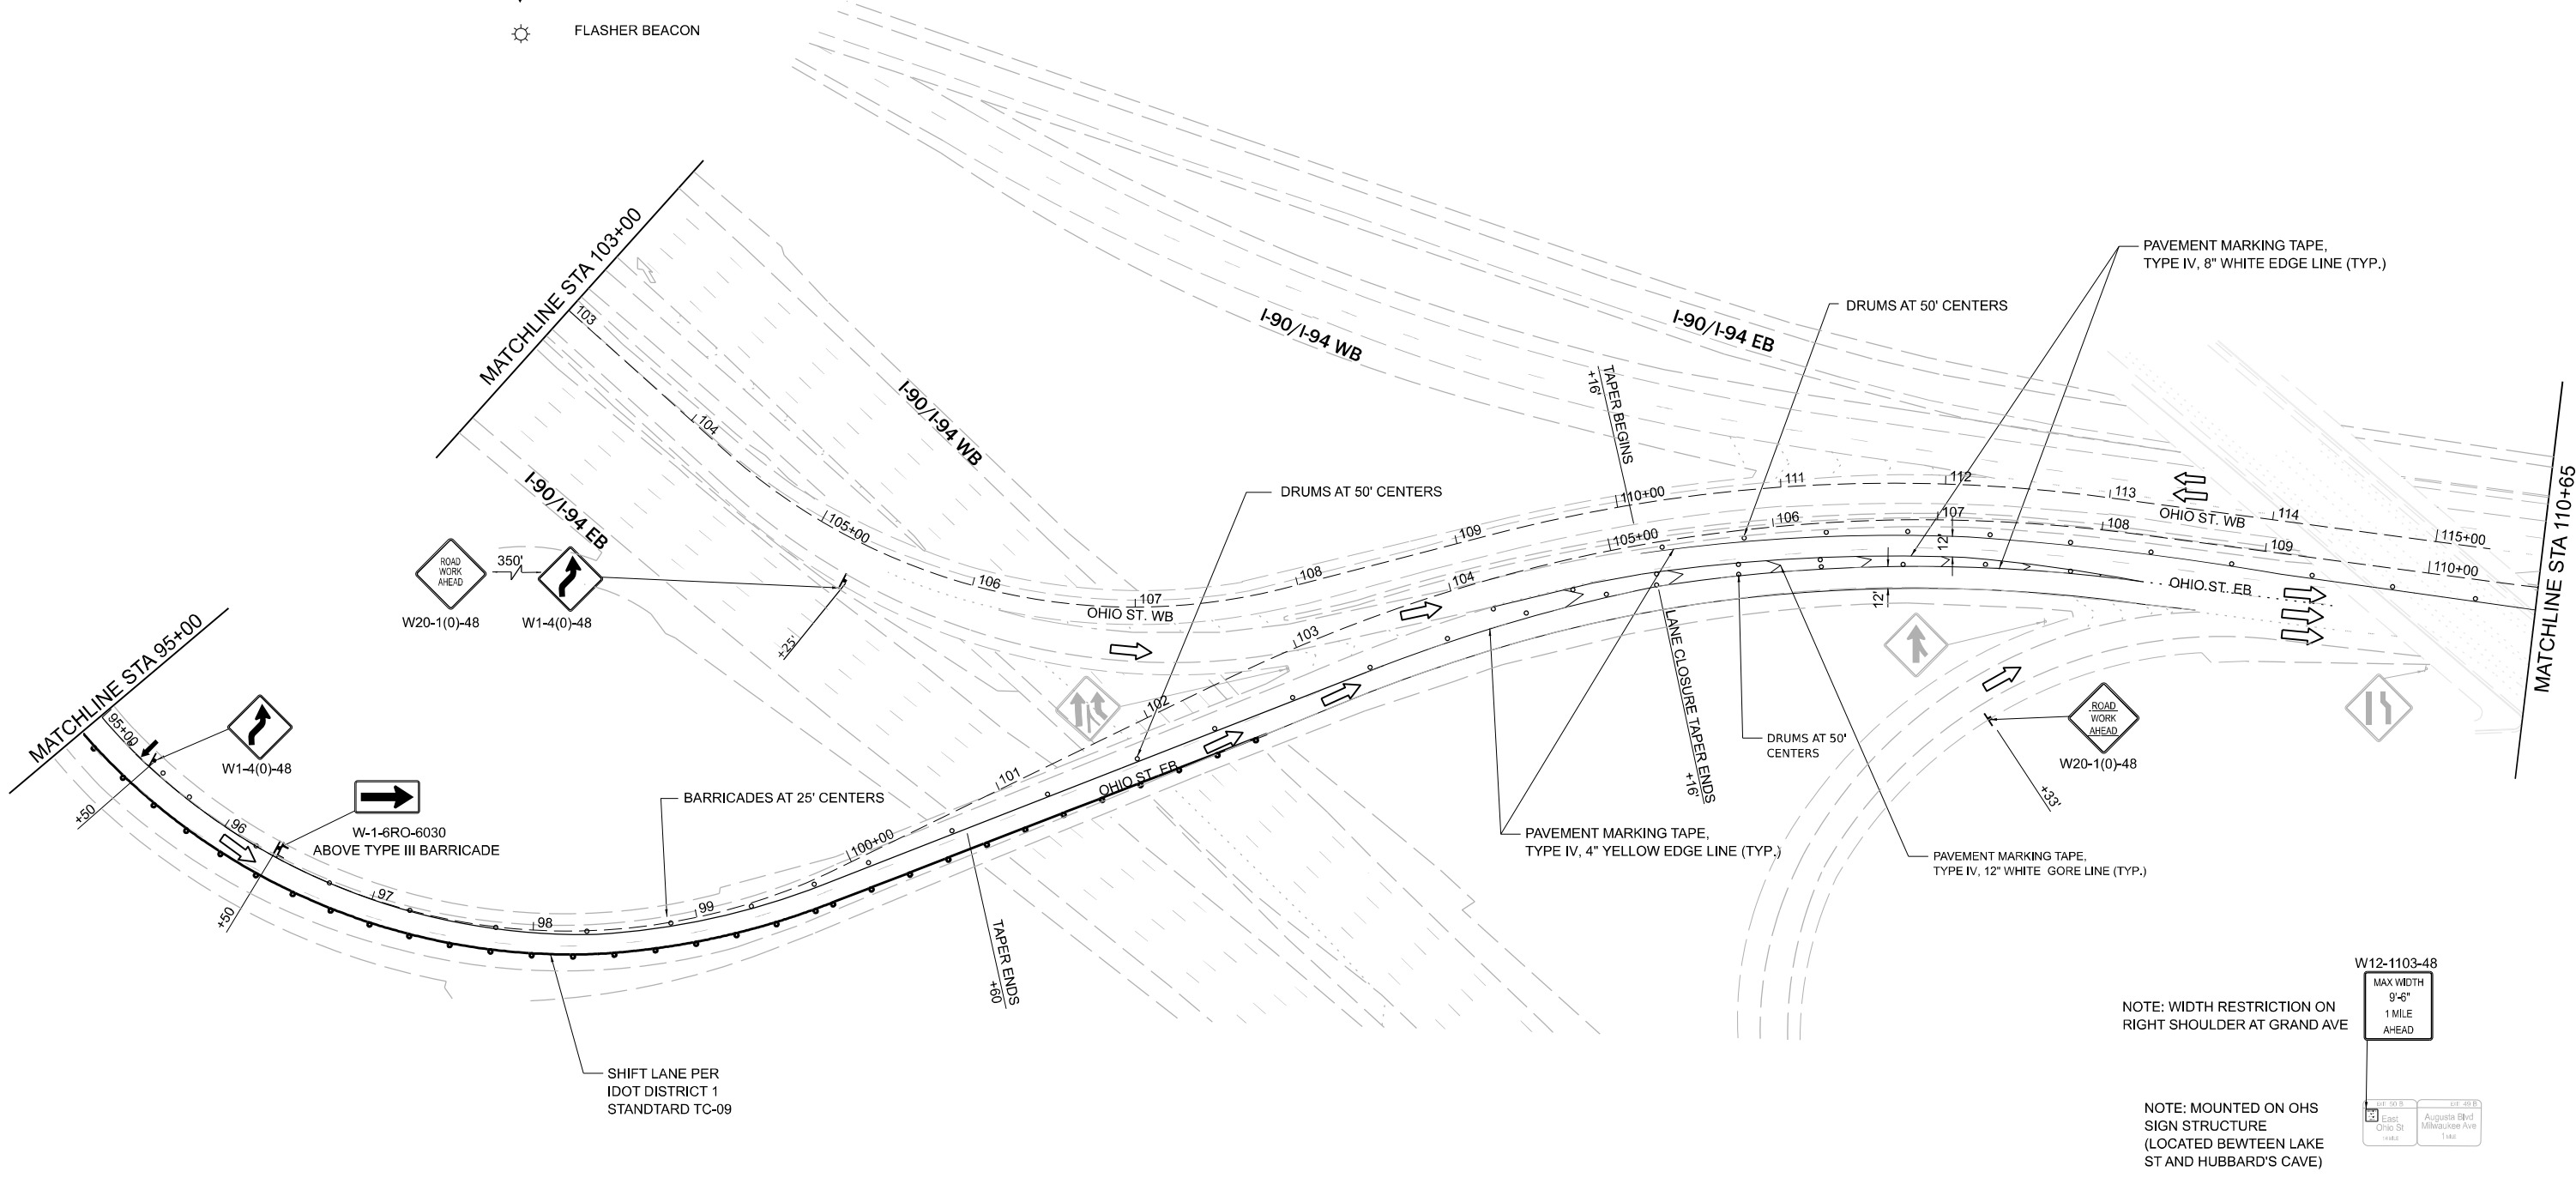 FLASHER BEACON
MATCHLINE STA 103+00
103
104
105+00
106
107
108
109
110+00
111
112
113
114
115+00
I-90/I-94 WB
I-90/I-94 EB
I-90/I-94 WB
I-90/I-94 EB
PAVEMENT MARKING TAPE,
TYPE IV, 8" WHITE EDGE LINE (TYP.)
DRUMS AT 50' CENTERS
TAPER BEGINS
+16'
DRUMS AT 50' CENTERS
ROAD
WORK
AHEAD
W20-1(0)-48
350'
W1-4(0)-48
+25'
OHIO ST. WB
OHIO ST. WB
MATCHLINE STA 110+65
MATCHLINE STA 95+00
95+00
96
97
98
99
100+00
101
102
103
104
105+00
106
107
108
109
110+00
12'
12'
OHIO ST. EB
OHIO ST. EB
W1-4(0)-48
+50
W-1-6RO-6030
ABOVE TYPE III BARRICADE
+50
BARRICADES AT 25' CENTERS
TAPER ENDS
+60
LANE CLOSURE TAPER ENDS
+16'
DRUMS AT 50'
CENTERS
ROAD
WORK
AHEAD
W20-1(0)-48
+33'
PAVEMENT MARKING TAPE,
TYPE IV, 4" YELLOW EDGE LINE (TYP.)
PAVEMENT MARKING TAPE,
TYPE IV, 12" WHITE GORE LINE (TYP.)
SHIFT LANE PER
IDOT DISTRICT 1
STANDTARD TC-09
W12-1103-48
MAX WIDTH
9'-6"
1 MILE
AHEAD
NOTE: WIDTH RESTRICTION ON
RIGHT SHOULDER AT GRAND AVE
NOTE: MOUNTED ON OHS
SIGN STRUCTURE
(LOCATED BEWTEEN LAKE
ST AND HUBBARD'S CAVE)
East
Ohio St
Augusta Blvd
Milwaukee Ave